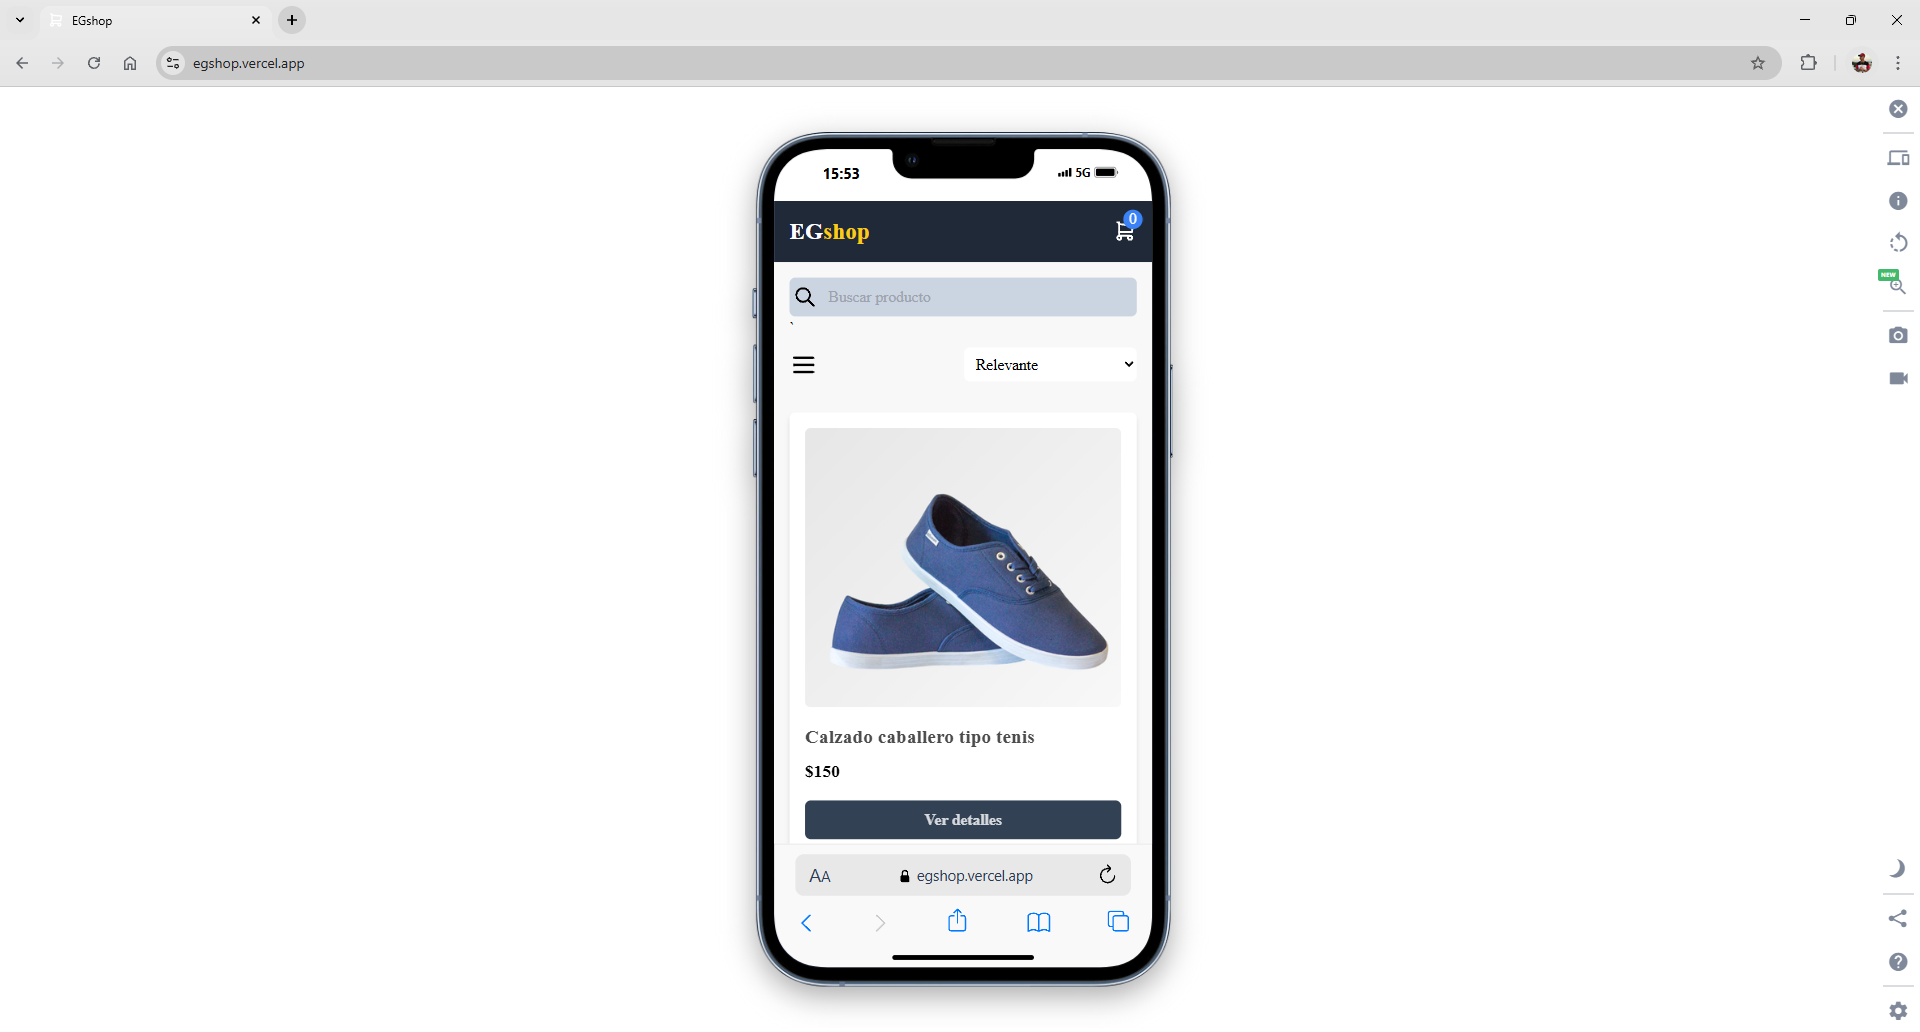 EGshop
egshop.vercel.app
NEW
15:53
5G
EGshop
0
Buscar producto
`
Relevante
Calzado caballero tipo tenis
$150
Ver detalles
AA
egshop.vercel.app